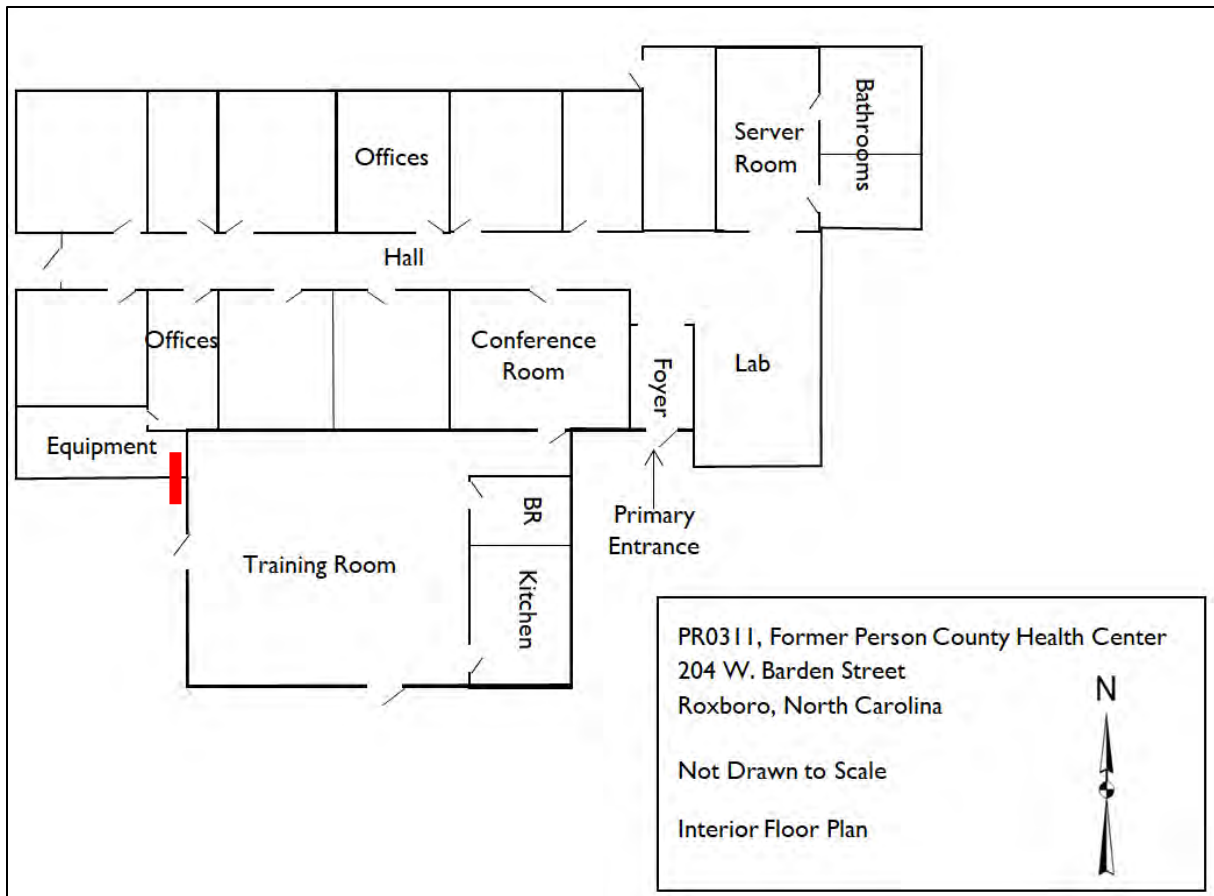 Bathrooms
Server
Room
Offices
Hall
Offices
Conference
Room
Foyer
Lab
Equipment
BR
Primary
Entrance
Training Room
Kitchen
PR0311, Former Person County Health Center
204 W. Barden Street
Roxboro, North Carolina
N
Not Drawn to Scale
Interior Floor Plan